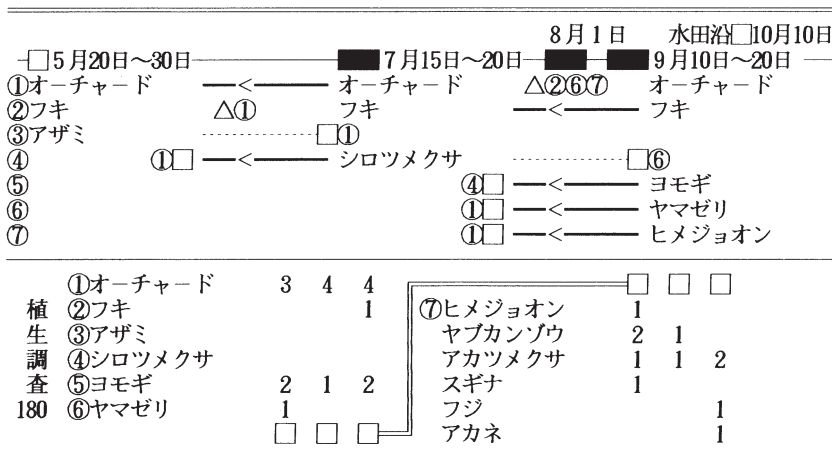 8月1日 水田沿□10月10日
□5月20日～30日 ■7月15日～20日 ■ ■9月10日～20日
①オーチャード ―<― オーチャード △②⑥⑦ オーチャード
②フキ △① フキ ―<― フキ
③アザミ ………□①
④ ①□ ―<― シロツメクサ ………□⑥
⑤ ④□ ―<― ヨモギ
⑥ ①□ ―<― ヤマゼリ
⑦ ①□ ―<― ヒメジョオン
①オーチャード 3 4 4 □ □ □
植 ②フキ 1 ⑦ヒメジョオン 1
生 ③アザミ ヤブカンゾウ 2 1
調 ④シロツメクサ アカツメクサ 1 1 2
査 ⑤ヨモギ 2 1 2 スギナ 1
180 ⑥ヤマゼリ 1 フジ 1
□ □ □ アカネ 1